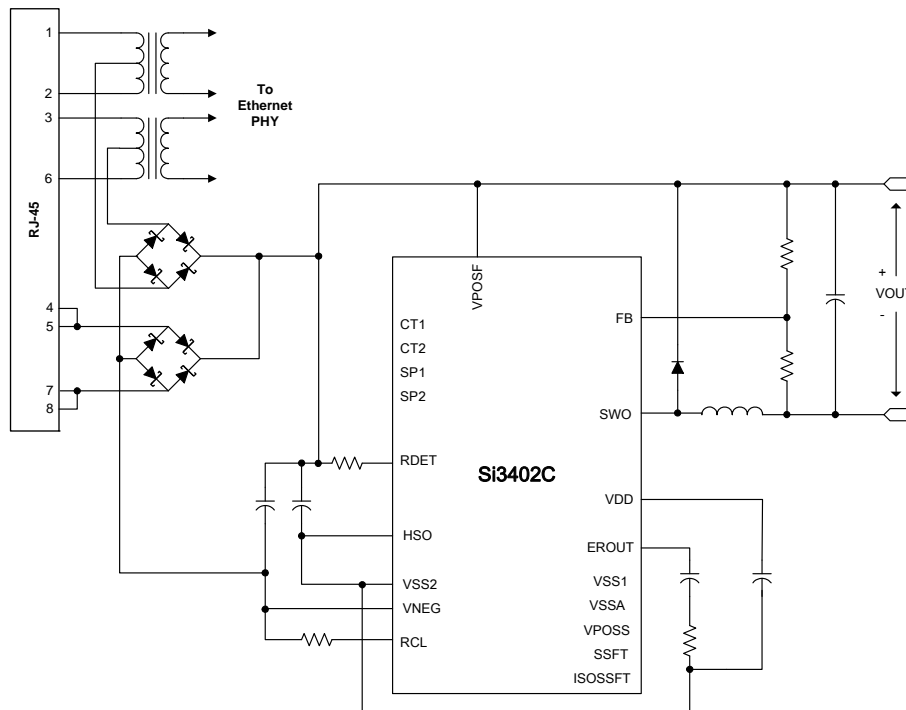 RJ-45
1
2
3
6
4
5
7
8
To
Ethernet
PHY
VPOSF
CT1
CT2
SP1
SP2
RDET
HSO
VSS2
VNEG
RCL
Si3402C
FB
SWO
VDD
EROUT
VSS1
VSSA
VPOSS
SSFT
ISOSSFT
+
VOUT
-